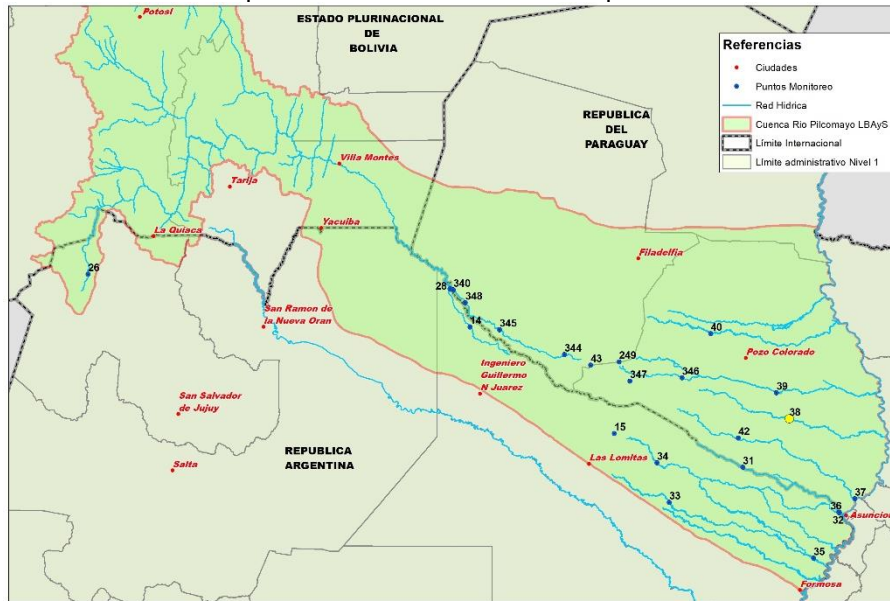 Potosi
ESTADO PLURINACIONAL
DE
BOLIVIA
Referencias
Ciudades
Puntos Monitoreo
Red Hidrica
Cuenca Rio Pilcomayo LBAyS
Límite Internacional
Límite administrativo Nivel 1
REPUBLICA
DEL
PARAGUAY
Villa Montes
Tarija
Yacuiba
La Quiaca
Filadelfia
26
28
340
348
San Ramon de
la Nueva Oran
14
345
40
344
43
249
Pozo Colorado
Ingeniero
Guillermo
N Juarez
347
346
39
San Salvador
de Jujuy
38
15
42
REPUBLICA
ARGENTINA
Salta
Las Lomitas
34
31
33
37
36
32
Asuncion
35
Formosa